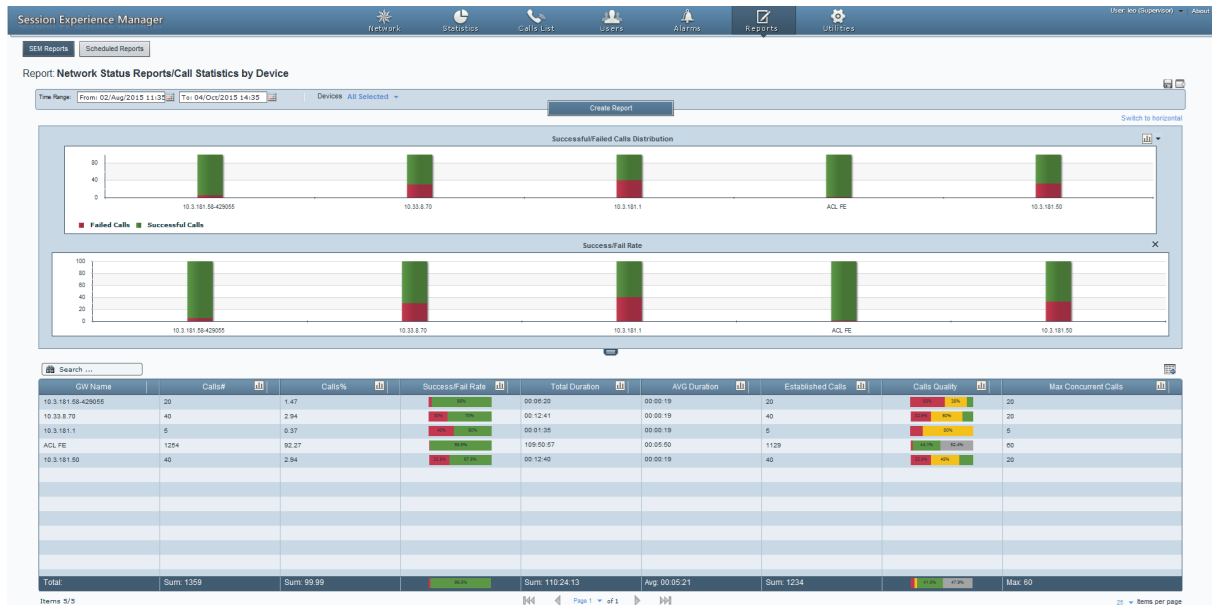 Session Experience Manager
Network Statistics Calls List Users Alarms Reports Utilities
User: leo (Supervisor) About
SEM Reports Scheduled Reports
Report: Network Status Reports/Call Statistics by Device
Time Range: From: 02/Aug/2015 11:35 To: 04/Oct/2015 14:35 Devices All Selected
Create Report
Switch to horizontal
Successful/Failed Calls Distribution
80
40
0
10.3.181.58-429055 10.33.8.70 10.3.181.1 ACL FE 10.3.181.50
Failed Calls Successful Calls
Success/Fail Rate
100
80
60
40
20
0
10.3.181.58-429055 10.33.8.70 10.3.181.1 ACL FE 10.3.181.50
Search ...
GW Name Calls# Calls% Success/Fail Rate Total Duration AVG Duration Established Calls Calls Quality Max Concurrent Calls
10.3.181.58-429055 20 1.47 00:06:20 00:00:19 20 20
10.33.8.70 40 2.94 30% 70% 00:12:41 00:00:19 40 60% 20
10.3.181.1 5 0.37 40% 60% 00:01:35 00:00:19 5 5
ACL FE 1254 92.27 109:50:57 00:05:50 1129 60
10.3.181.50 40 2.94 00:12:40 00:00:19 40 20
Total: Sum: 1359 Sum: 99.99 Sum: 110:24:13 Avg: 00:05:21 Sum: 1234 Max: 60
Items 5/5 Page 1 of 1 25 items per page